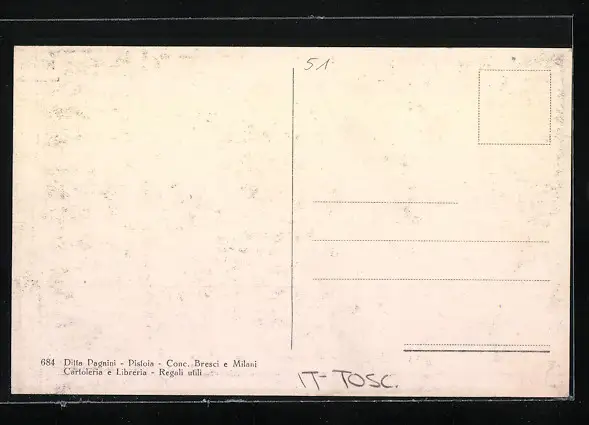 51
684 Ditta Pagnini - Pistoia - Conc. Bresci e Milani
Cartoleria e Libreria - Regali utili
IT-TOSC.